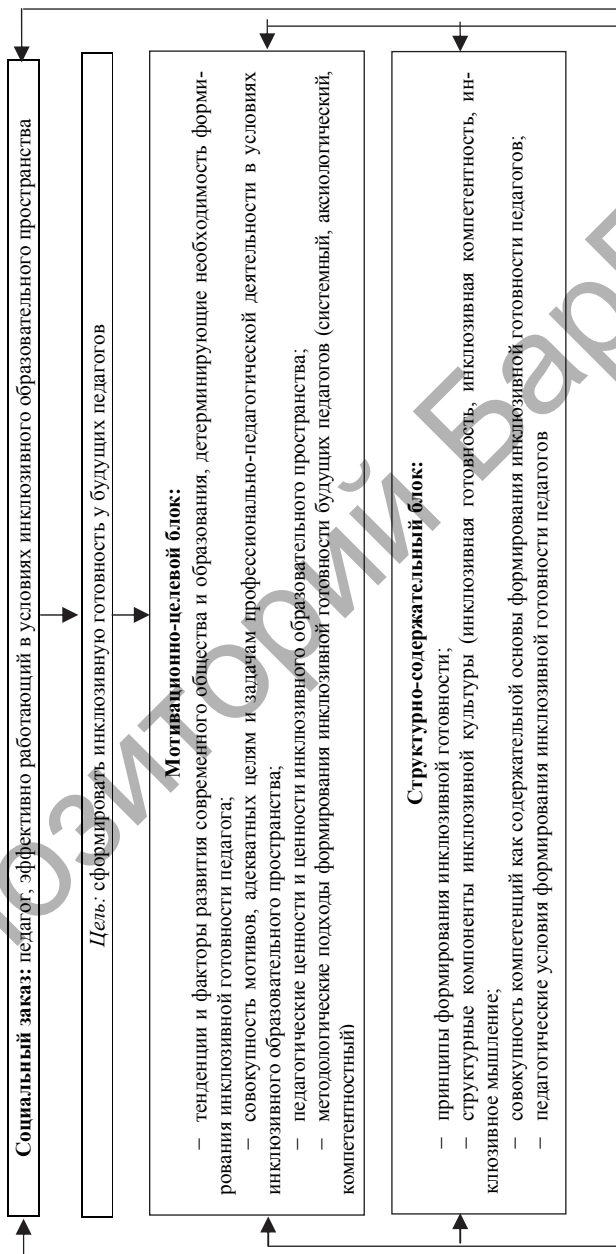 Социальный заказ: педагог, эффективно работающий в условиях инклюзивного образовательного пространства
Цель: сформировать инклюзивную готовность у будущих педагогов
Мотивационно-целевой блок:
– тенденции и факторы развития современного общества и образования, детерминирующие необходимость форми-
рования инклюзивной готовности педагога;
– совокупность мотивов, адекватных целям и задачам профессионально-педагогической деятельности в условиях
инклюзивного образовательного пространства;
– педагогические ценности и ценности инклюзивного образовательного пространства;
– методологические подходы формирования инклюзивной готовности будущих педагогов (системный, аксиологический,
компетентностный)
Структурно-содержательный блок:
– принципы формирования инклюзивной готовности;
– структурные компоненты инклюзивной культуры (инклюзивная готовность, инклюзивная компетентность, ин-
клюзивное мышление;
– совокупность компетенций как содержательной основы формирования инклюзивной готовности педагогов;
– педагогические условия формирования инклюзивной готовности педагогов